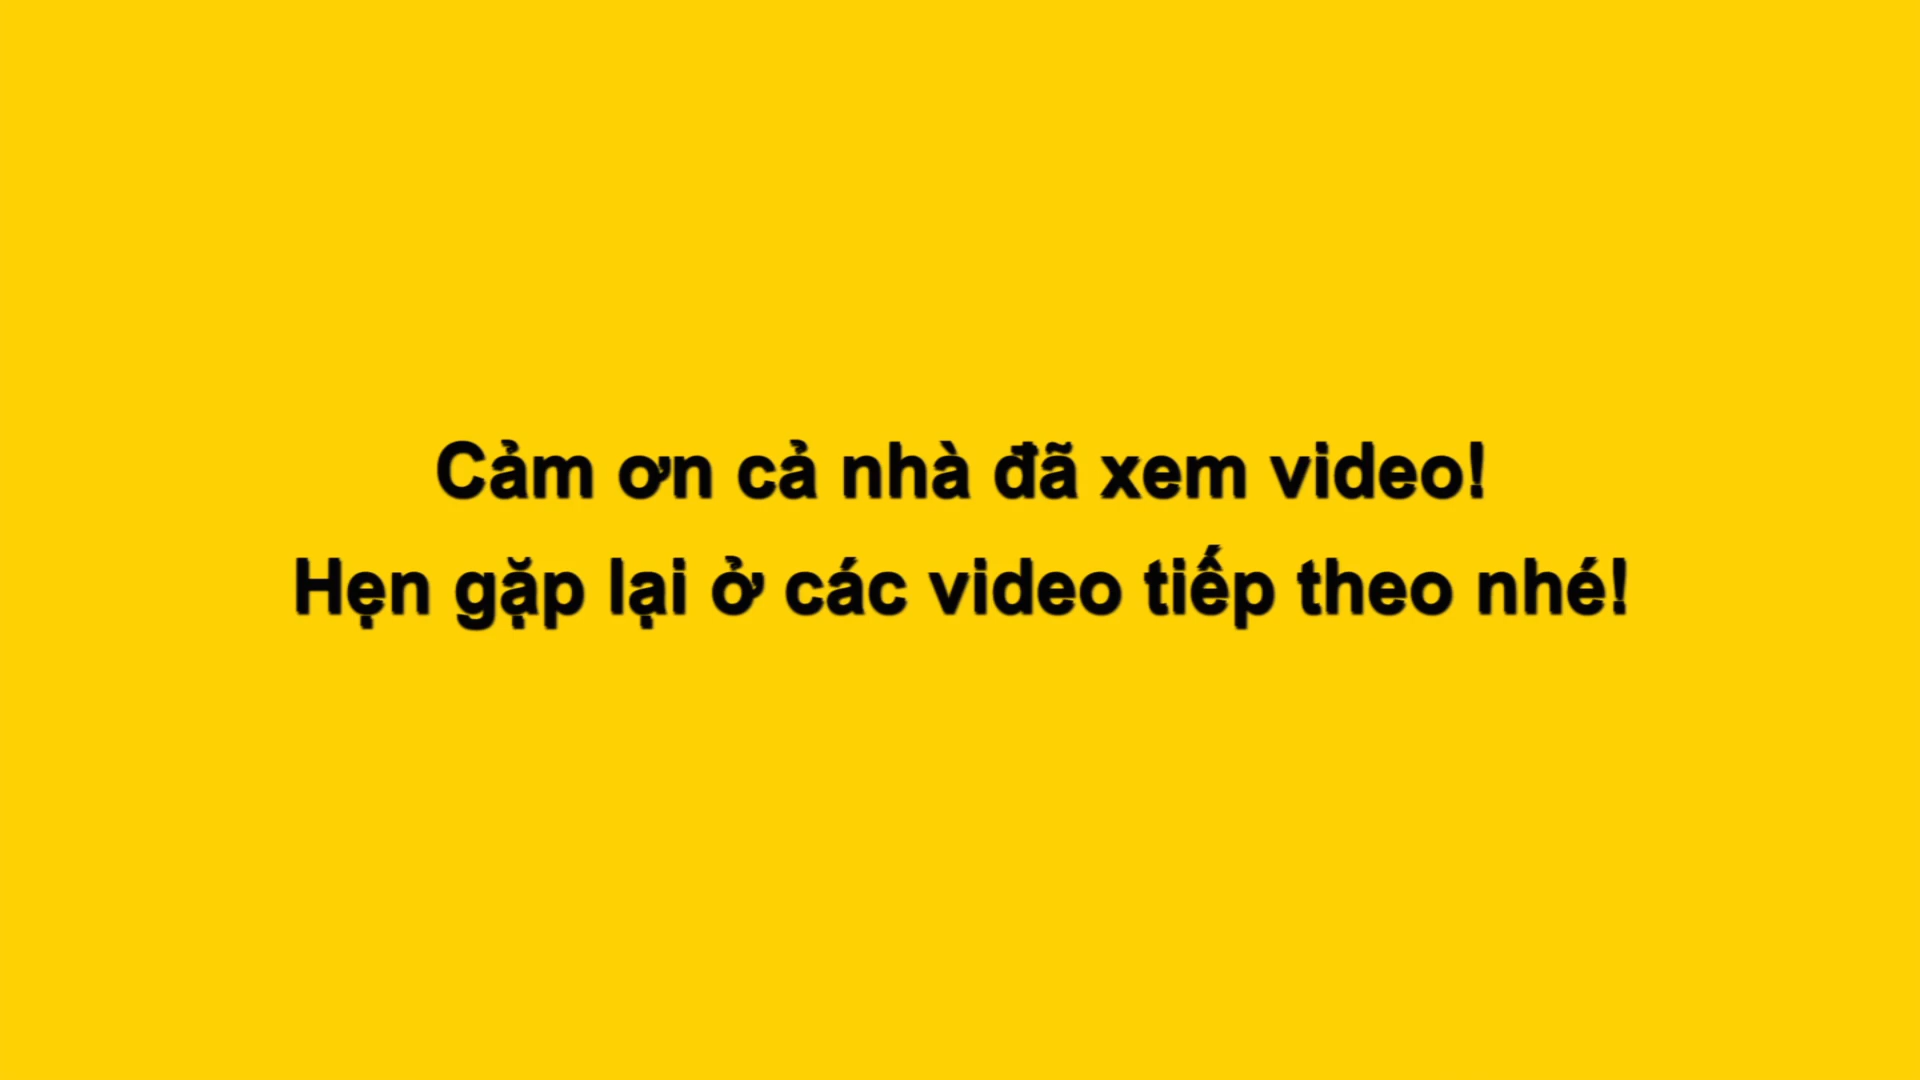 Cảm ơn cả nhà đã xem video!
Hẹn gặp lại ở các video tiếp theo nhé!